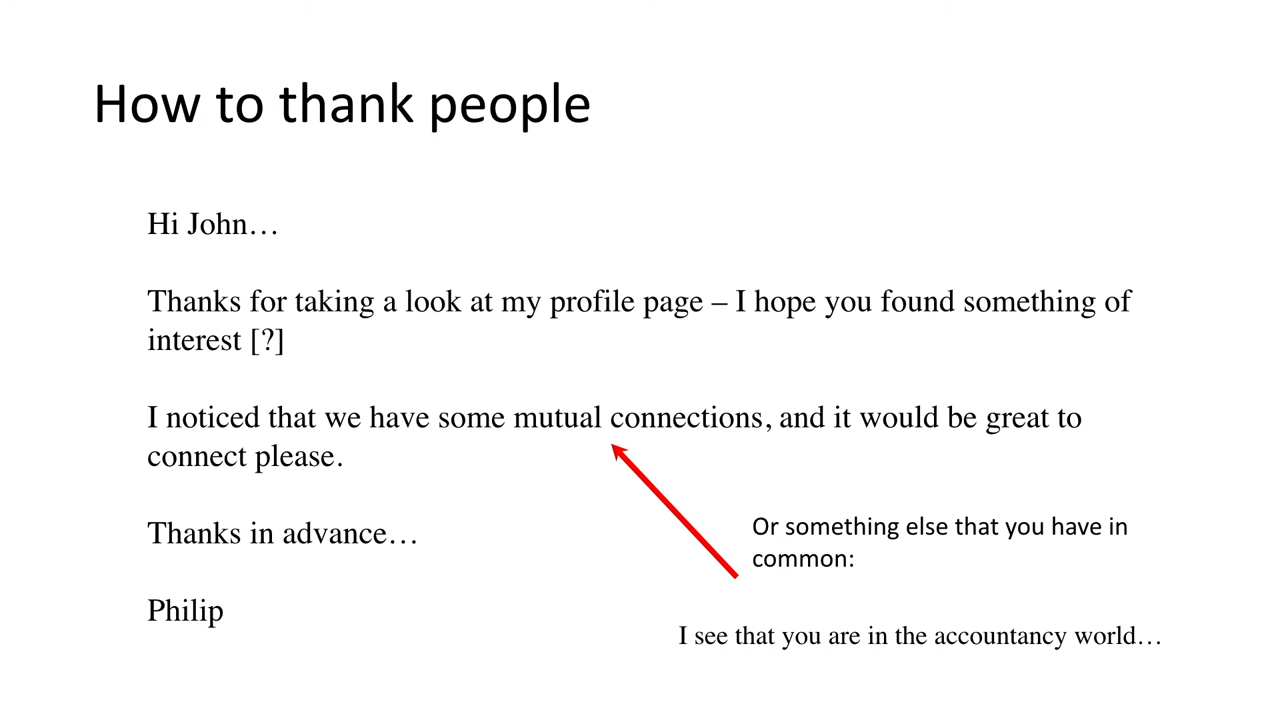 How to thank people
Hi John…
Thanks for taking a look at my profile page – I hope you found something of
interest [?]
I noticed that we have some mutual connections, and it would be great to
connect please.
Thanks in advance…
Or something else that you have in
common:
Philip
I see that you are in the accountancy world…